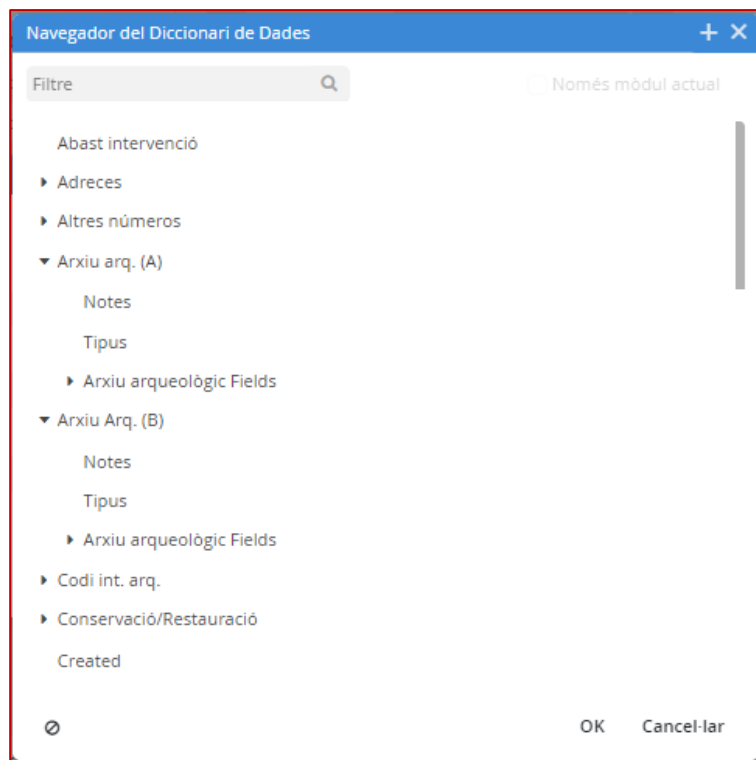 Navegador del Diccionari de Dades
Filtre
Només mòdul actual
Abast intervenció
Adreces
Altres números
Arxiu arq. (A)
Notes
Tipus
Arxiu arqueològic Fields
Arxiu Arq. (B)
Notes
Tipus
Arxiu arqueològic Fields
Codi int. arq.
Conservació/Restauració
Created
OK Cancel·lar